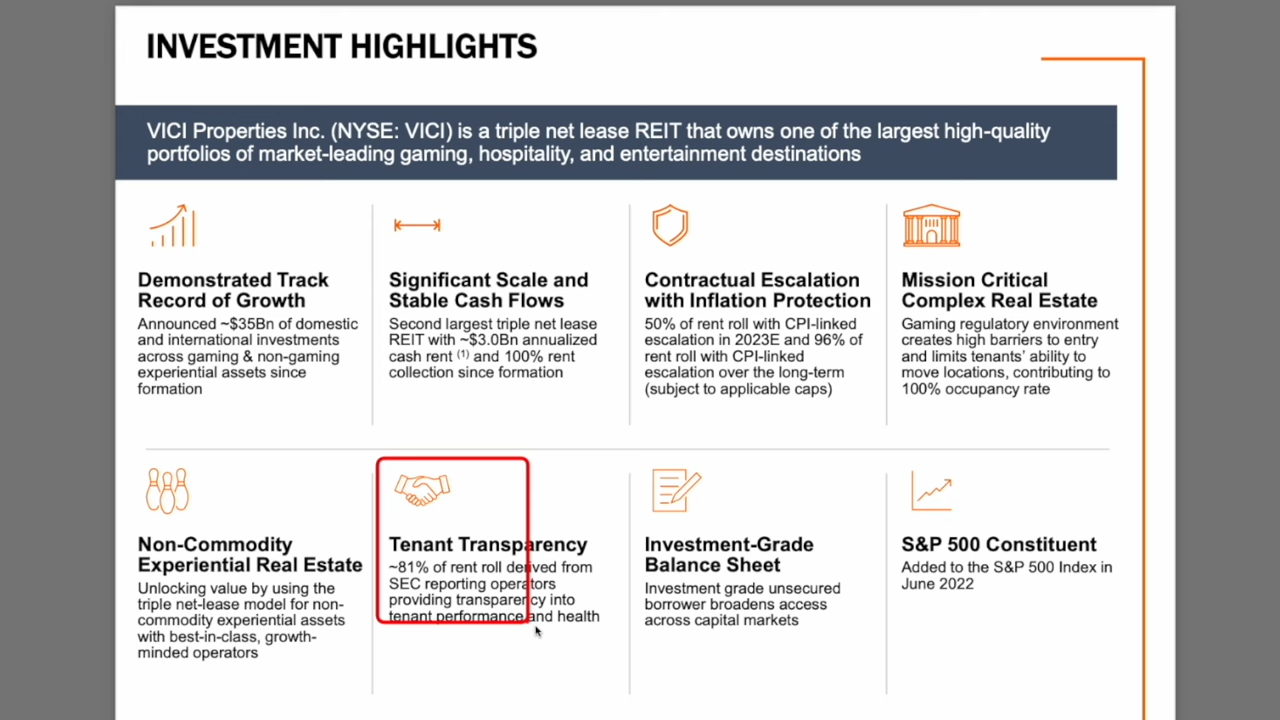 INVESTMENT HIGHLIGHTS
VICI Properties Inc. (NYSE: VICI) is a triple net lease REIT that owns one of the largest high-quality
portfolios of market-leading gaming, hospitality, and entertainment destinations
Demonstrated Track
Record of Growth
Announced ~$35Bn of domestic
and international investments
across gaming & non-gaming
experiential assets since
formation
Significant Scale and
Stable Cash Flows
Second largest triple net lease
REIT with ~$3.0Bn annualized
cash rent (1) and 100% rent
collection since formation
Contractual Escalation
with Inflation Protection
50% of rent roll with CPI-linked
escalation in 2023E and 96% of
rent roll with CPI-linked
escalation over the long-term
(subject to applicable caps)
Mission Critical
Complex Real Estate
Gaming regulatory environment
creates high barriers to entry
and limits tenants' ability to
move locations, contributing to
100% occupancy rate
Non-Commodity
Experiential Real Estate
Unlocking value by using the
triple net-lease model for non-
commodity experiential assets
with best-in-class, growth-
minded operators
Tenant Transparency
~81% of rent roll derived from
SEC reporting operators
providing transparency into
tenant performance and health
Investment-Grade
Balance Sheet
Investment grade unsecured
borrower broadens access
across capital markets
S&P 500 Constituent
Added to the S&P 500 Index in
June 2022